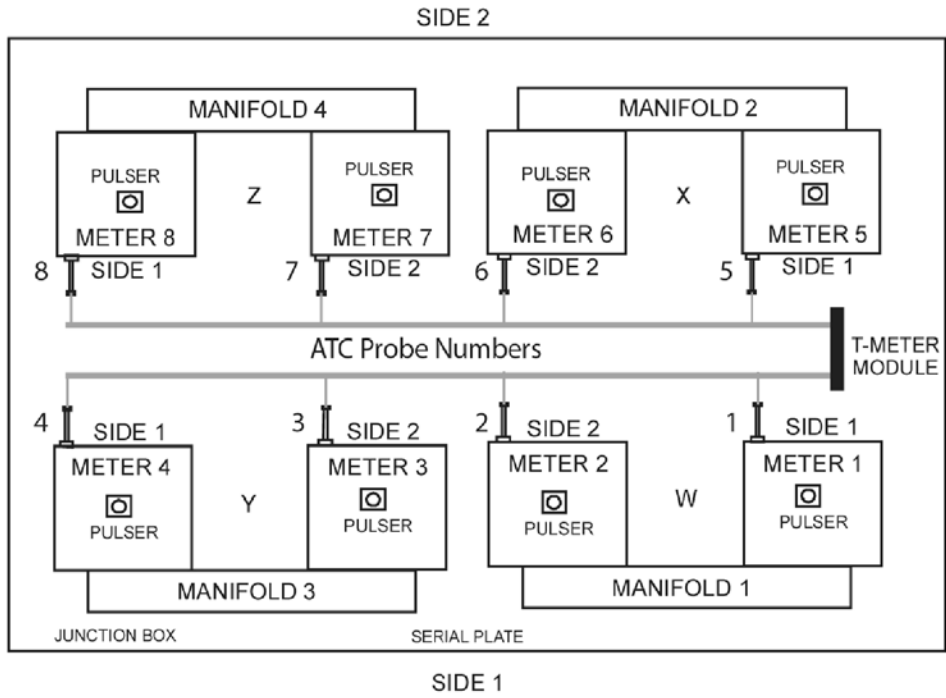 SIDE 2
MANIFOLD 4
MANIFOLD 2
PULSER
Z
PULSER
PULSER
X
PULSER
METER 8
METER 7
METER 6
METER 5
8
SIDE 1
7
SIDE 2
6
SIDE 2
5
SIDE 1
ATC Probe Numbers
T-METER
MODULE
4
SIDE 1
3
SIDE 2
2
SIDE 2
1
SIDE 1
METER 4
METER 3
METER 2
METER 1
PULSER
Y
PULSER
PULSER
W
PULSER
MANIFOLD 3
MANIFOLD 1
JUNCTION BOX
SERIAL PLATE
SIDE 1